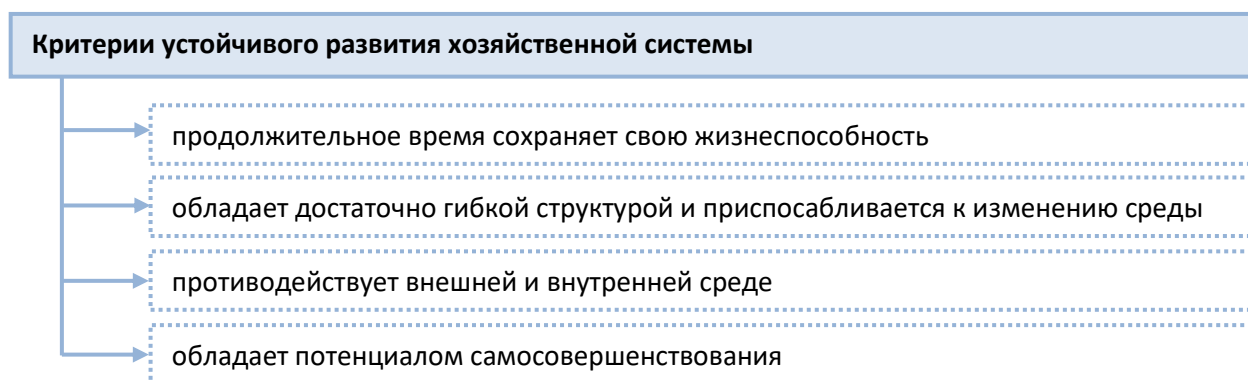 Критерии устойчивого развития хозяйственной системы
продолжительное время сохраняет свою жизнеспособность
обладает достаточно гибкой структурой и приспосабливается к изменению среды
противодействует внешней и внутренней среде
обладает потенциалом самосовершенствования